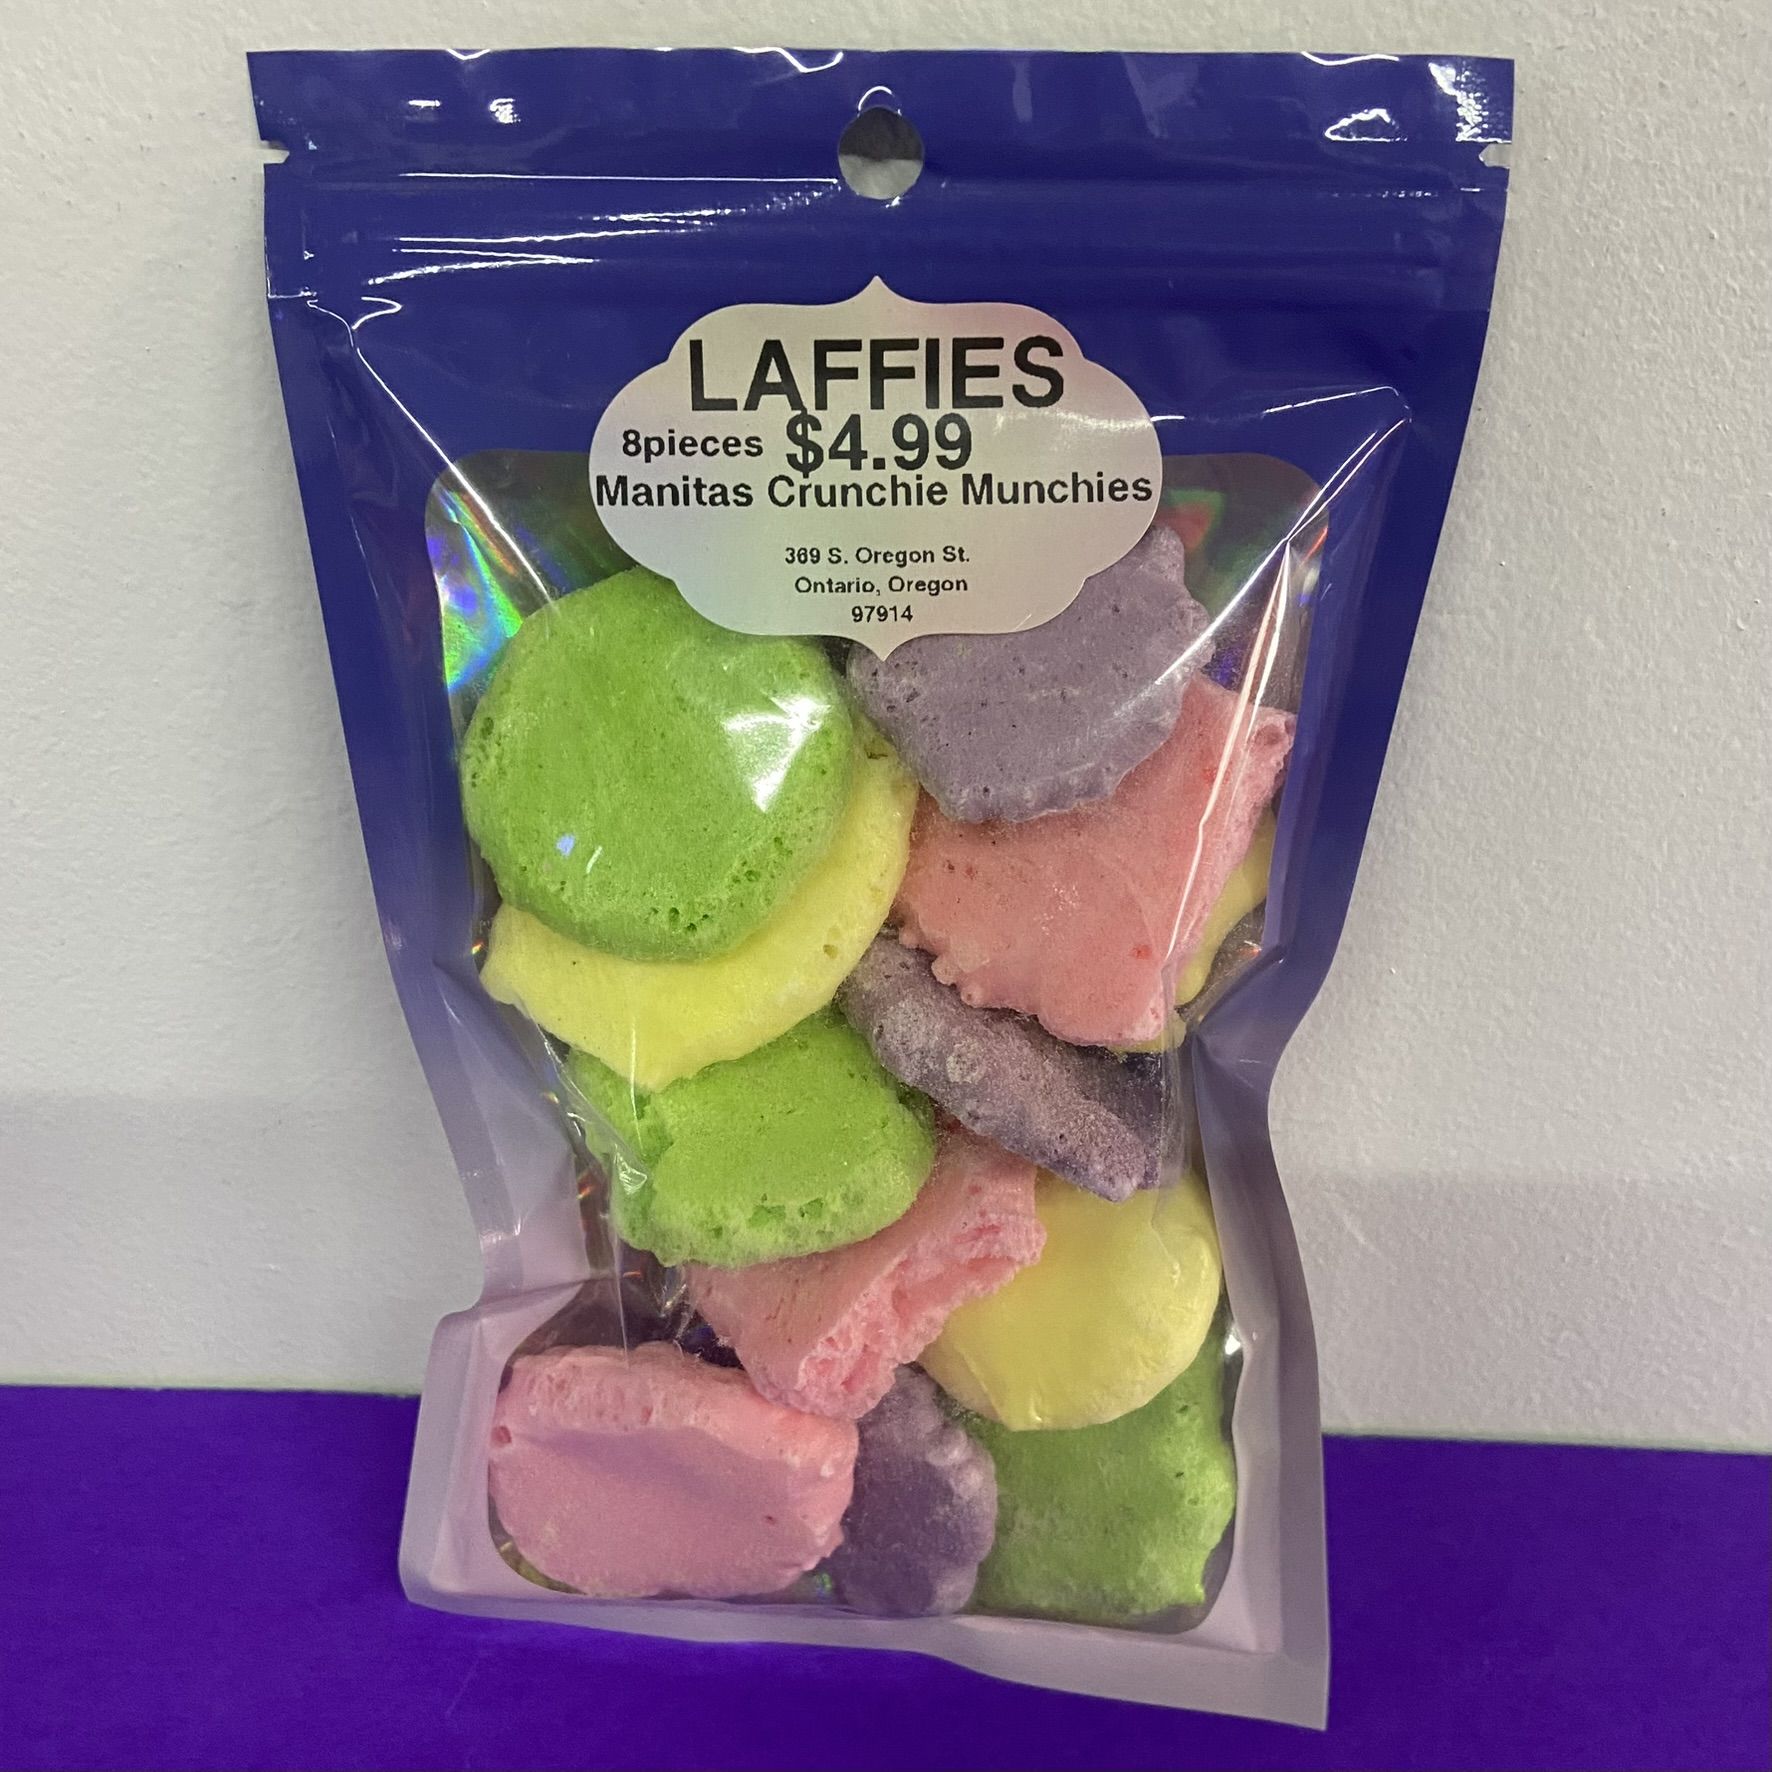 LAFFIES
8pieces $4.99
Manitas Crunchie Munchies
369 S. Oregon St.
Ontario, Oregon
97914